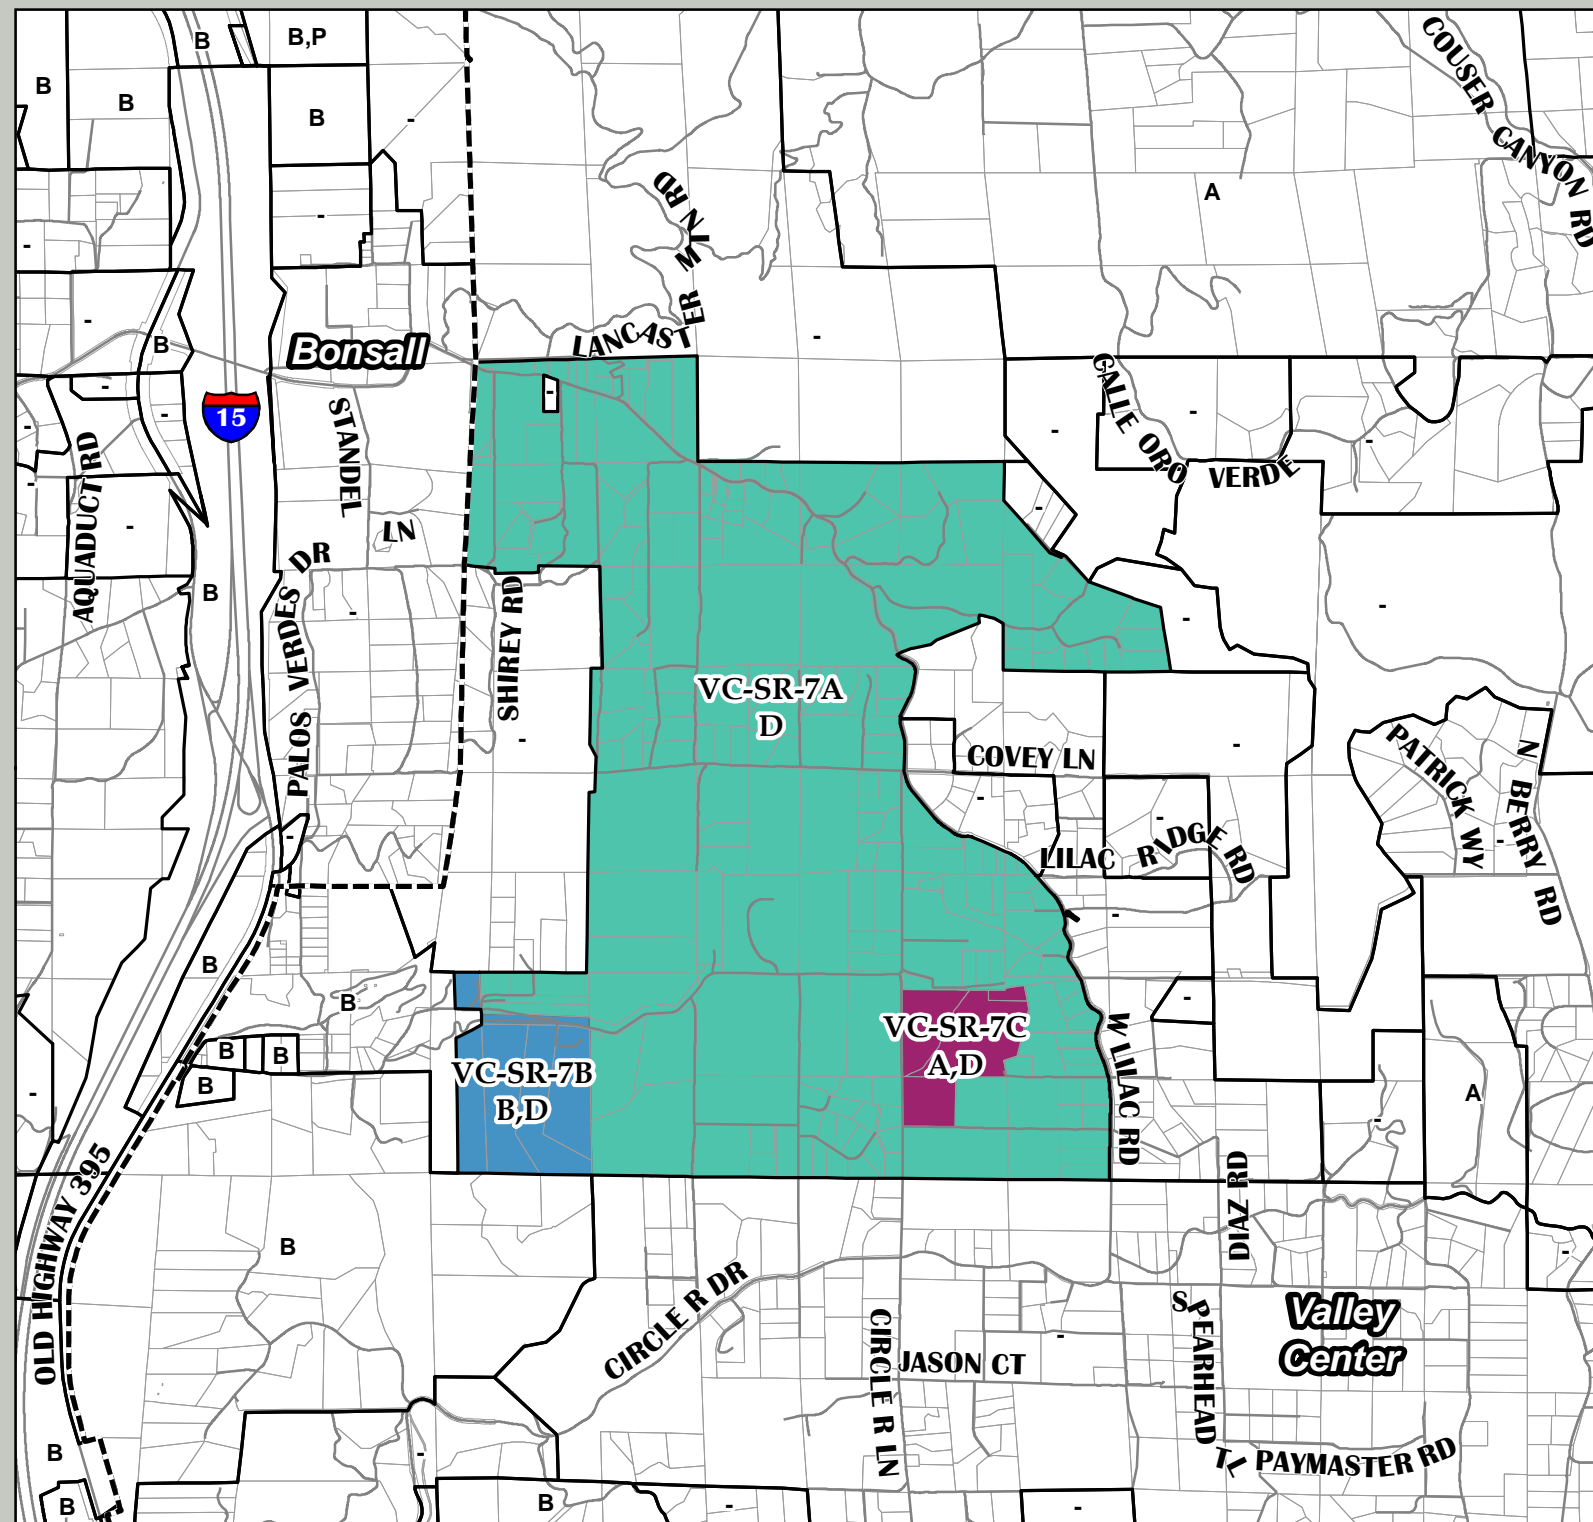 B
B,P
B
B
B
-
COUSER CANYON RD
A
LANCASTER MTN RD
-
-
-
B
Bonsall
-
-
-
15
-
-
CALLE ORO VERDE
-
-
-
STANDEL LN
AQUADUCT RD
-
-
-
B
PALOS VERDES DR
-
SHIREY RD
-
-
-
VC-SR-7A
D
-
COVEY LN
-
-
LILAC RIDGE RD
PATRICK WY
-
N BERRY RD
-
-
B
B
-
VC-SR-7C
A,D
W LILAC RD
B
B
B
-
VC-SR-7B
B,D
A
-
OLD HIGHWAY 395
DIAZ RD
B
-
CIRCLE R DR
CIRCLE R LN
JASON CT
-
SPEARHEAD TL
Valley
Center
PAYMASTER RD
B
B
-
B
-
-